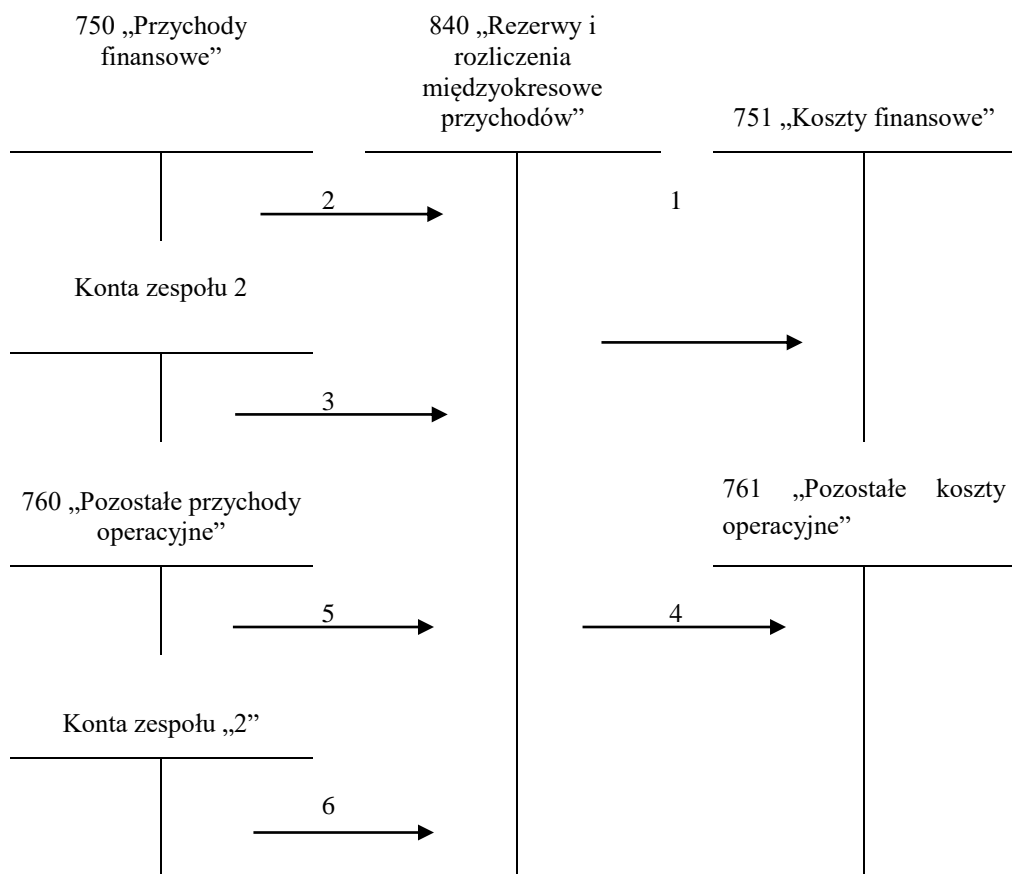 750 „Przychody
finansowe”
840 „Rezerwy i
rozliczenia
międzyokresowe
przychodów”
751 „Koszty finansowe”
2
1
Konta zespołu 2
3
760 „Pozostałe przychody
operacyjne”
761 „Pozostałe koszty
operacyjne”
5
4
Konta zespołu „2”
6